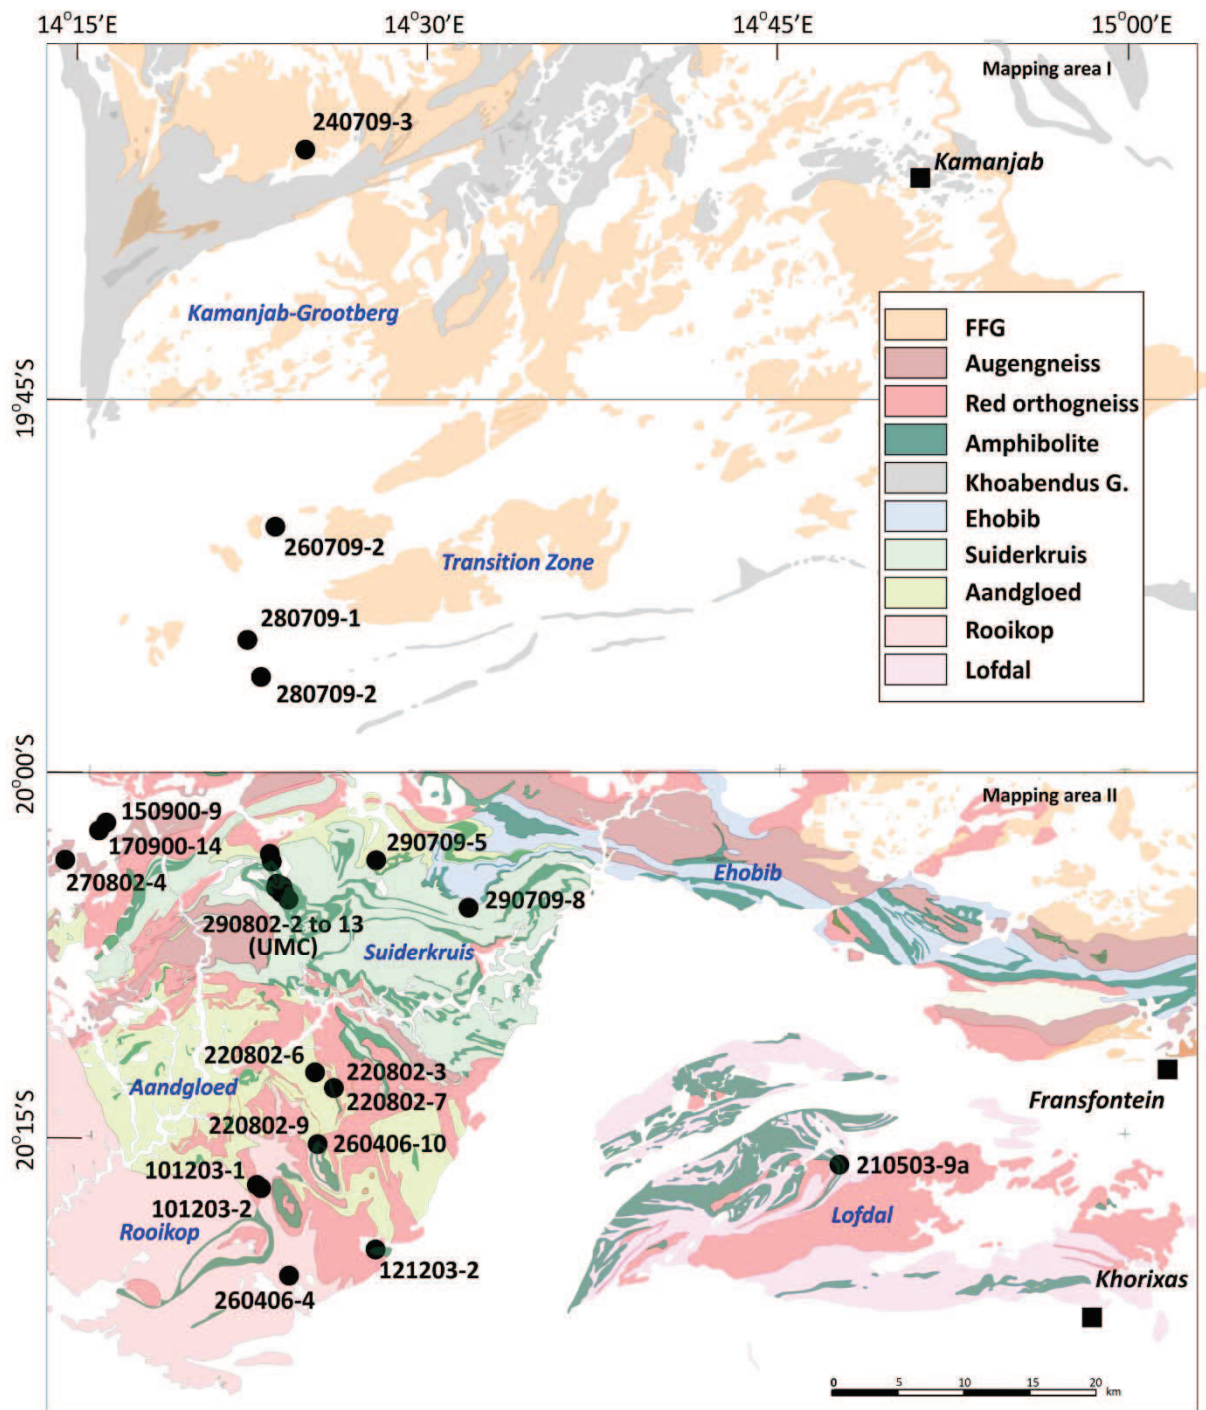 14°15'E
14°30'E
14°45'E
15°00'E
Mapping area I
240709-3
Kamanjab
Kamanjab-Grootberg
19°45'S
FFG
Augengneiss
Red orthogneiss
Amphibolite
Khoabendus G.
Ehobib
Suiderkruis
Aandgloed
Rooikop
Lofdal
260709-2
Transition Zone
280709-1
280709-2
20°00'S
Mapping area II
150900-9
170900-14
270802-4
290709-5
Ehobib
290709-8
290802-2 to 13
(UMC)
Suiderkruis
220802-6
220802-3
Aandgloed
220802-7
Fransfontein
220802-9
260406-10
20°15'S
101203-1
210503-9a
101203-2
Rooikop
Lofdal
121203-2
Khorixas
260406-4
0 5 10 15 20
km